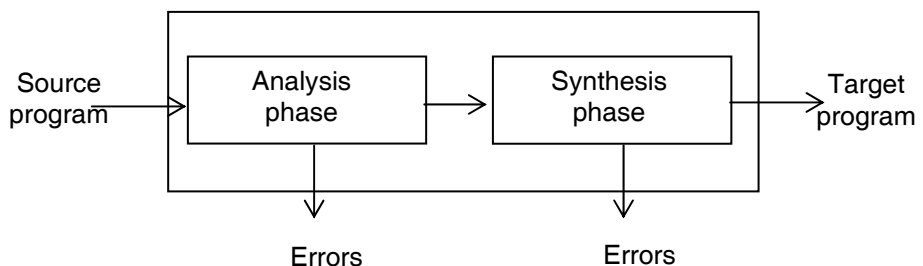 Source
program
Analysis
phase
Synthesis
phase
Target
program
Errors
Errors